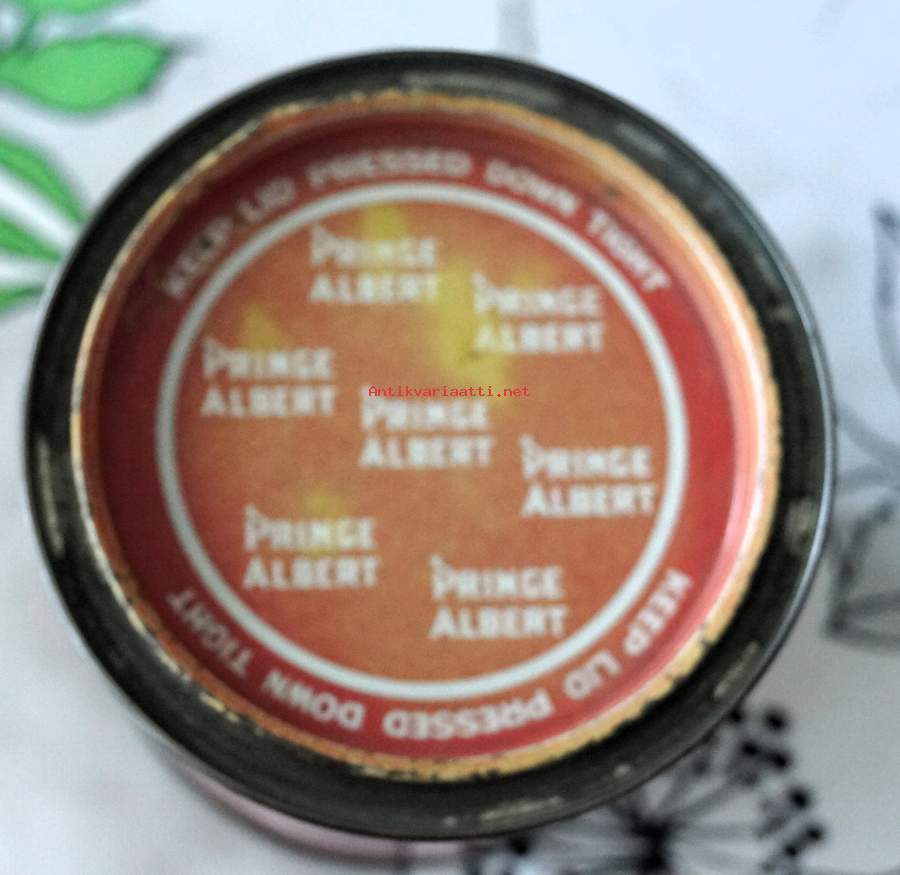 KEEP LID PRESSED DOWN TIGHT
PRINCE
ALBERT
PRINCE
ALBERT
PRINCE
ALBERT
Antikvariaatti.net
PRINCE
ALBERT
PRINCE
ALBERT
PRINCE
ALBERT
PRINCE
ALBERT
KEEP LID PRESSED DOWN TIGHT